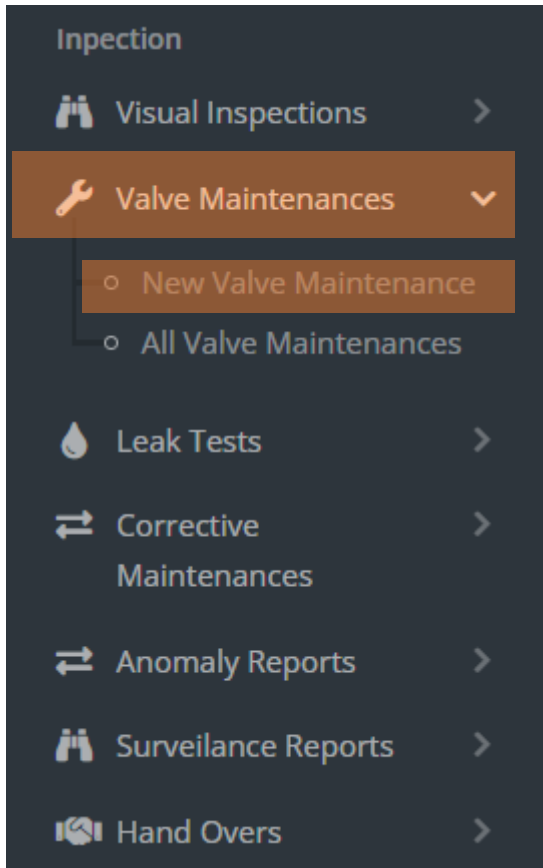 Inpection
Visual Inspections
Valve Maintenances
New Valve Maintenance
All Valve Maintenances
Leak Tests
Corrective
Maintenances
Anomaly Reports
Surveilance Reports
Hand Overs